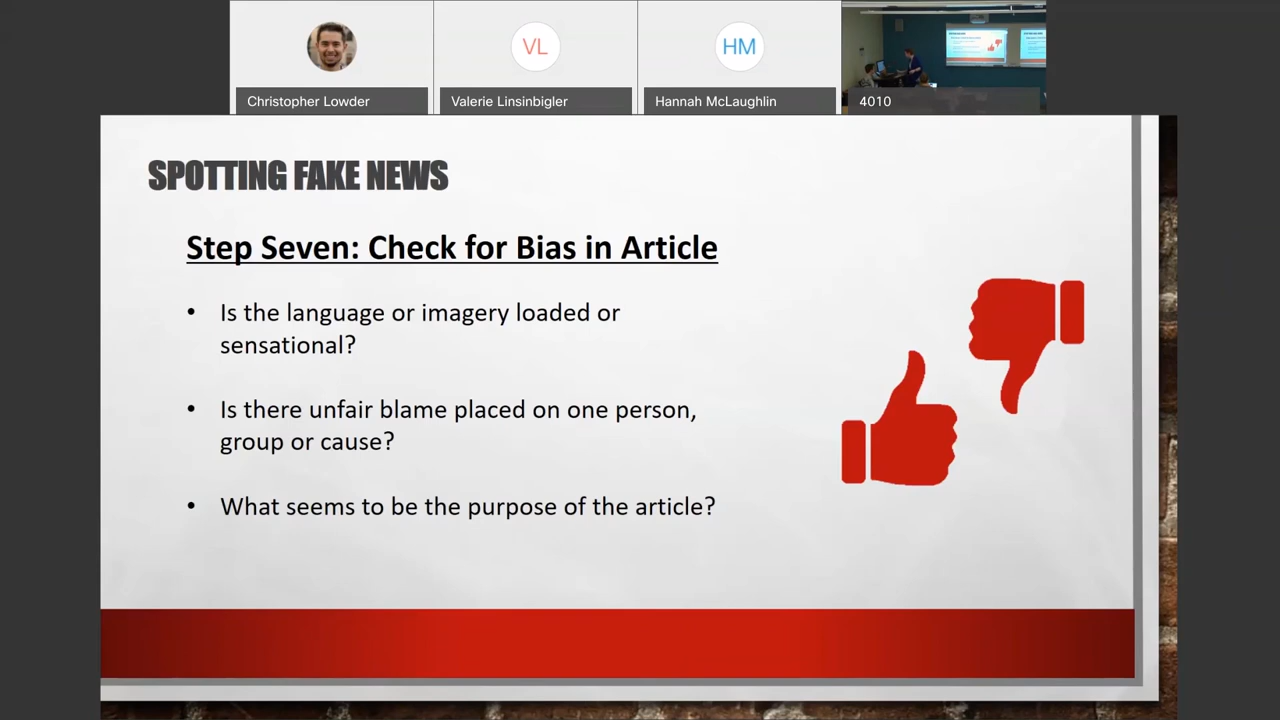 VL
HM
Christopher Lowder
Valerie Linsinbigler
Hannah McLaughlin
4010
SPOTTING FAKE NEWS
Step Seven: Check for Bias in Article
• Is the language or imagery loaded or
sensational?
• Is there unfair blame placed on one person,
group or cause?
• What seems to be the purpose of the article?